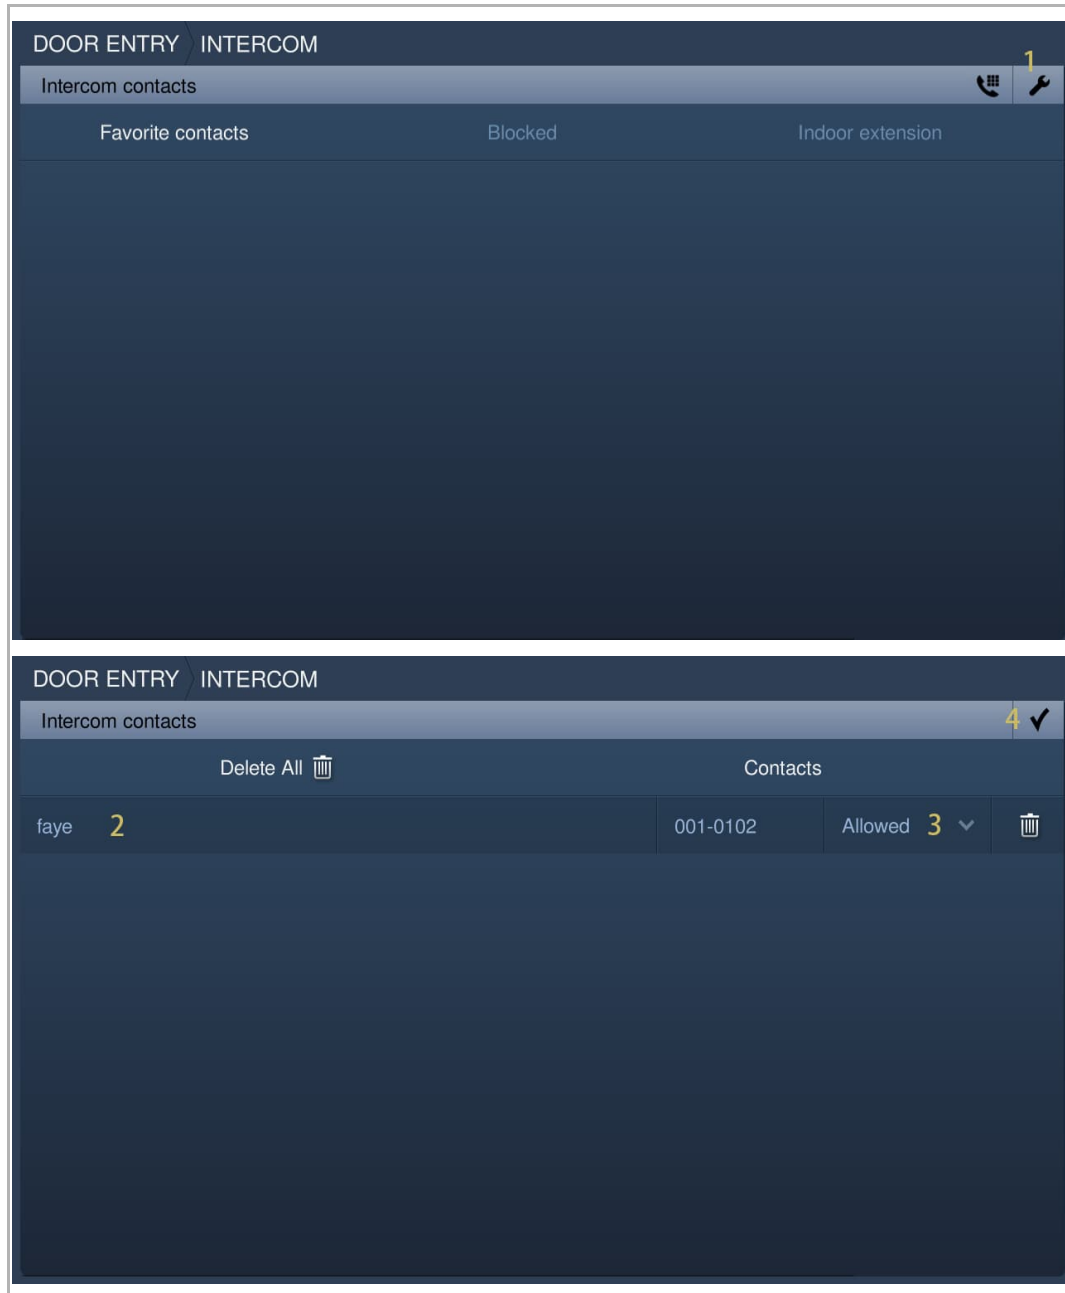 DOOR ENTRY INTERCOM
1
Intercom contacts
Favorite contacts Blocked Indoor extension
DOOR ENTRY INTERCOM
Intercom contacts 4
Delete All Contacts
faye 2 001-0102 Allowed 3